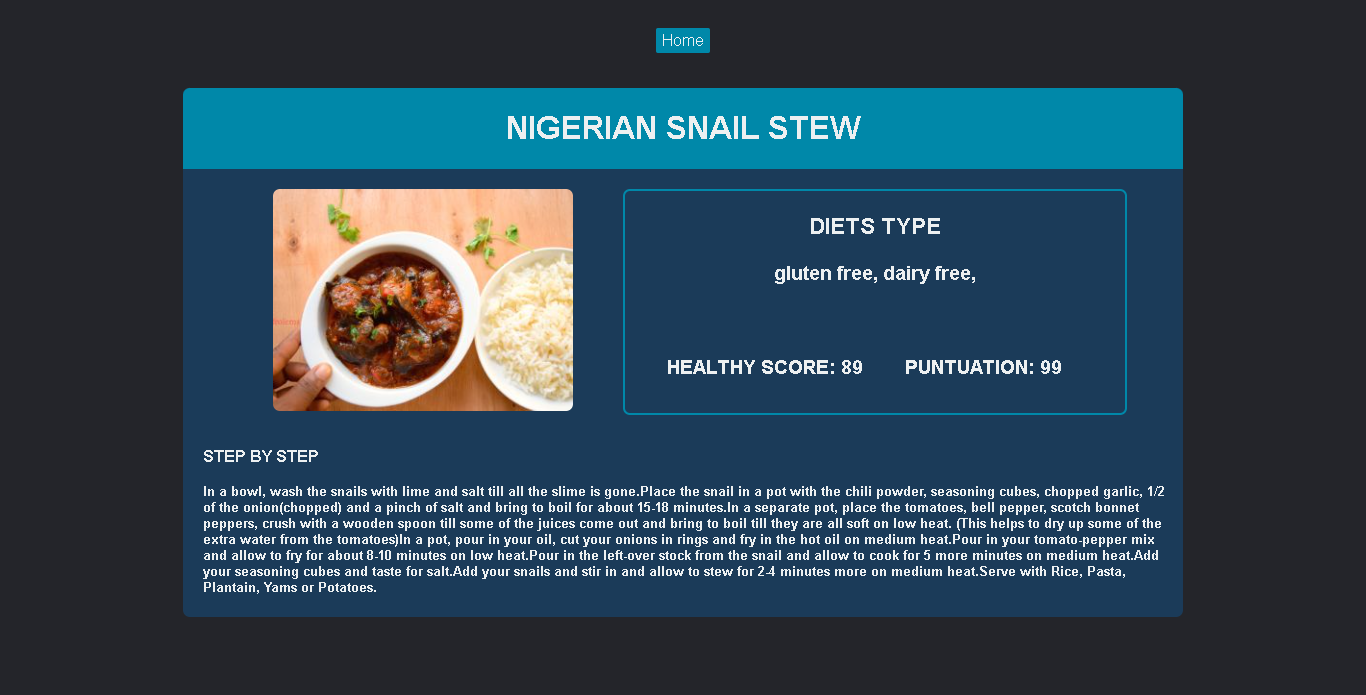 Home
NIGERIAN SNAIL STEW
DIETS TYPE
gluten free, dairy free,
HEALTHY SCORE: 89 PUNTUATION: 99
STEP BY STEP
In a bowl, wash the snails with lime and salt till all the slime is gone.Place the snail in a pot with the chili powder, seasoning cubes, chopped garlic, 1/2
of the onion(chopped) and a pinch of salt and bring to boil for about 15-18 minutes.In a separate pot, place the tomatoes, bell pepper, scotch bonnet
peppers, crush with a wooden spoon till some of the juices come out and bring to boil till they are all soft on low heat. (This helps to dry up some of the
extra water from the tomatoes)In a pot, pour in your oil, cut your onions in rings and fry in the hot oil on medium heat.Pour in your tomato-pepper mix
and allow to fry for about 8-10 minutes on low heat.Pour in the left-over stock from the snail and allow to cook for 5 more minutes on medium heat.Add
your seasoning cubes and taste for salt.Add your snails and stir in and allow to stew for 2-4 minutes more on medium heat.Serve with Rice, Pasta,
Plantain, Yams or Potatoes.